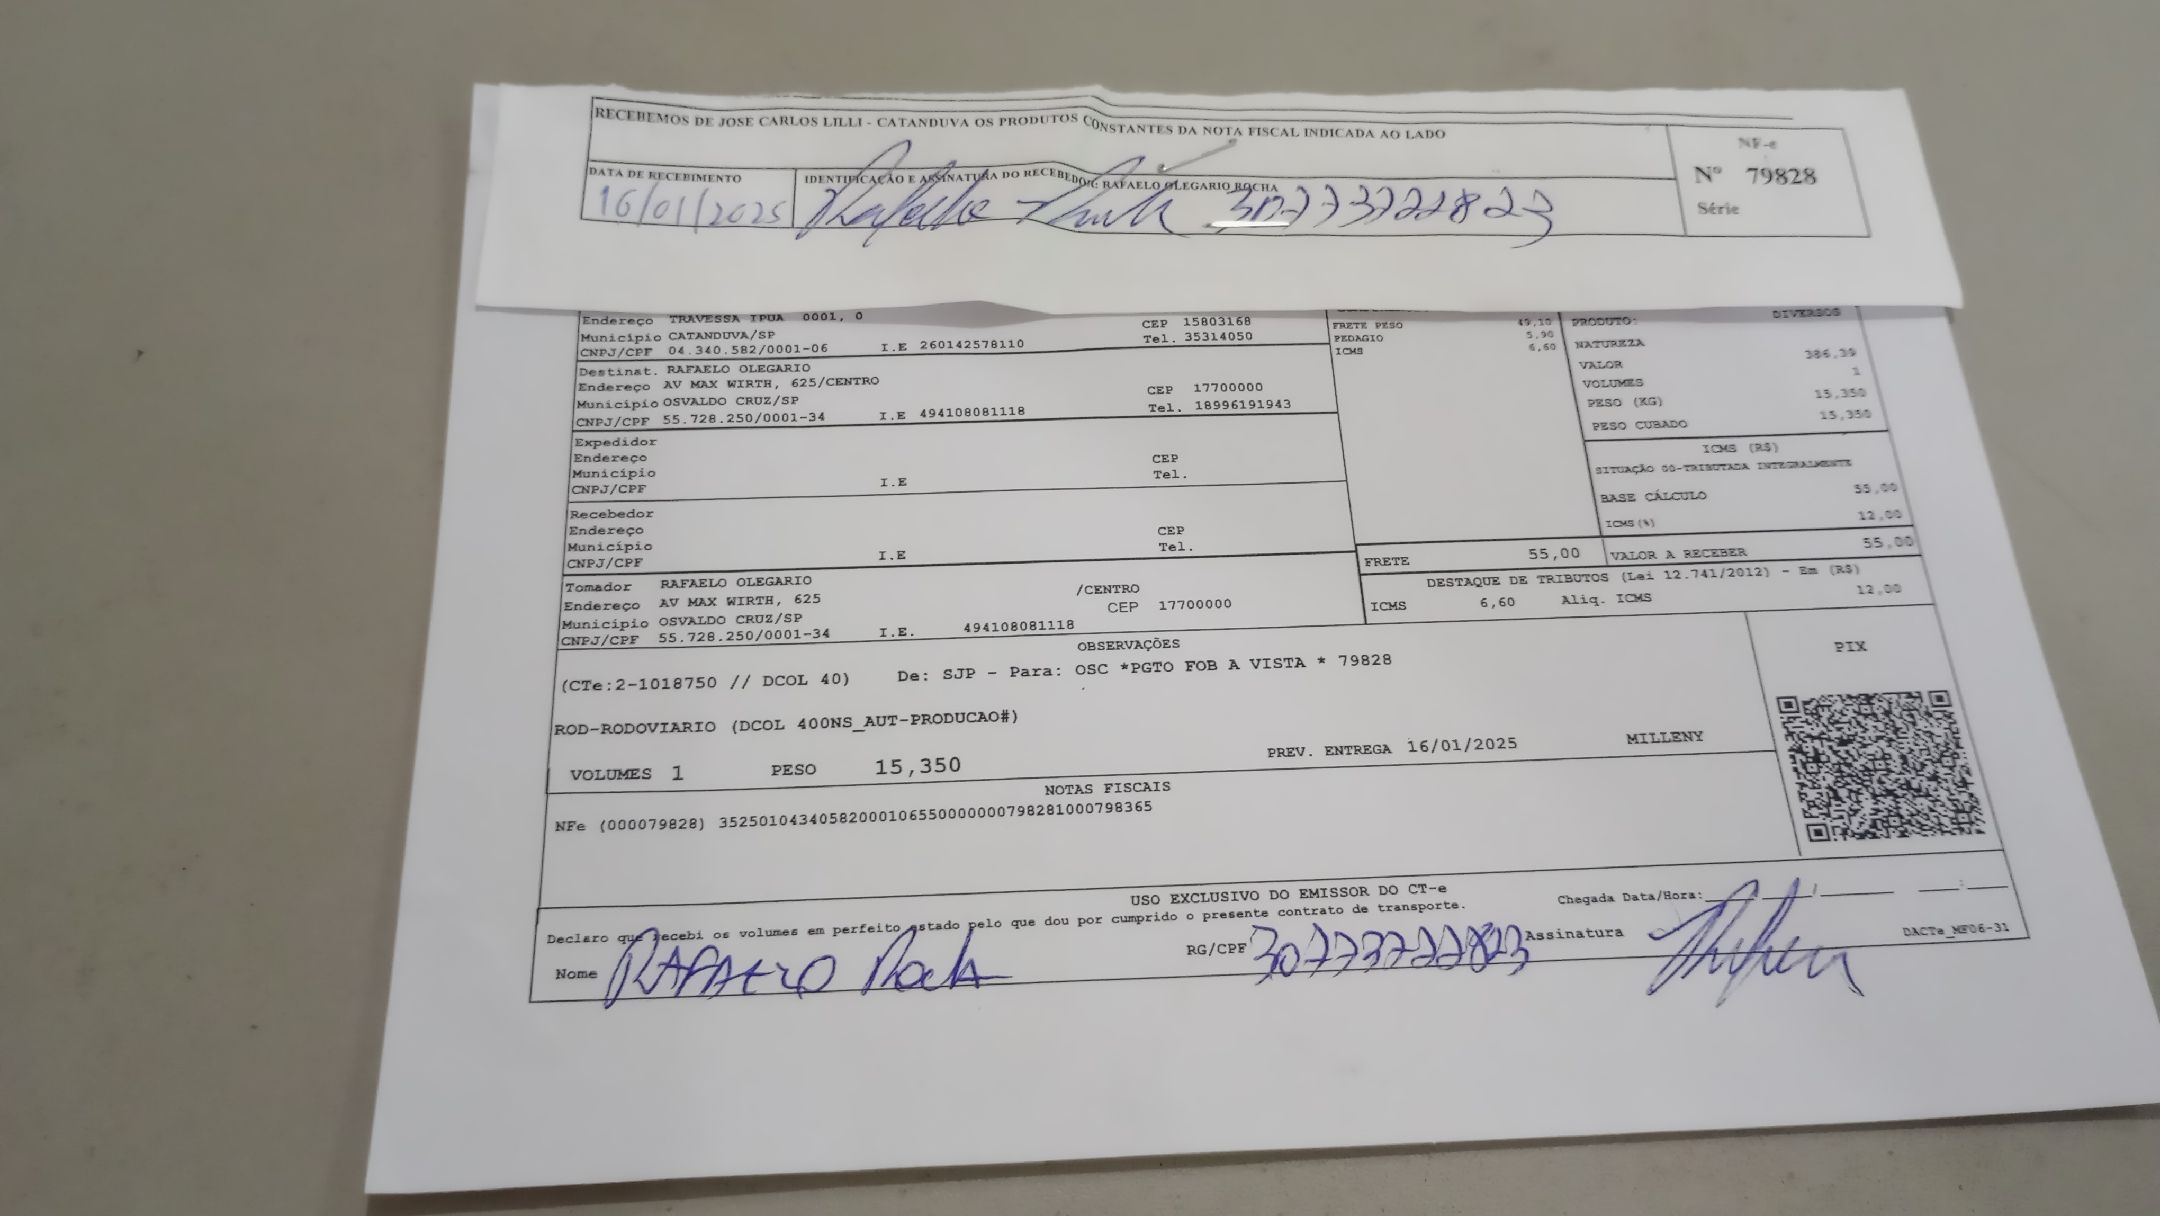 RECEBEMOS DE JOSE CARLOS LILLI - CATANDUVA OS PRODUTOS CONSTANTES DA NOTA FISCAL INDICADA AO LADO
NF-e
Nº 79828
Série
DATA DE RECEBIMENTO
IDENTIFICAÇÃO E ASSINATURA DO RECEBEDOR: RAFAELO OLEGARIO ROCHA
16/01/2025
30773722823
Endereço TRAVESSA IPUA 0001, 0 CEP 15803168
Município CATANDUVA/SP Tel. 35314050
CNPJ/CPF 04.340.582/0001-06 I.E 260142578110
Destinat. RAFAELO OLEGARIO
Endereço AV MAX WIRTH, 625/CENTRO CEP 17700000
Município OSVALDO CRUZ/SP Tel. 18996191943
CNPJ/CPF 55.728.250/0001-34 I.E 494108081118
Expedidor
Endereço CEP
Município Tel.
CNPJ/CPF I.E
Recebedor
Endereço CEP
Município Tel.
CNPJ/CPF I.E
Tomador RAFAELO OLEGARIO
Endereço AV MAX WIRTH, 625 /CENTRO
Município OSVALDO CRUZ/SP CEP 17700000
CNPJ/CPF 55.728.250/0001-34 I.E. 494108081118
FRETE PESO 49,10
PEDAGIO 5,90
ICMS 6,60
PRODUTO: DIVERSOS
NATUREZA
VALOR 386,39
VOLUMES 1
PESO (KG) 15,350
PESO CUBADO 15,350
ICMS (R$)
SITUAÇÃO 00-TRIBUTADA INTEGRALMENTE
BASE CÁLCULO 55,00
ICMS(%) 12,00
FRETE 55,00 VALOR A RECEBER 55,00
DESTAQUE DE TRIBUTOS (Lei 12.741/2012) - Em (R$)
ICMS 6,60 Aliq. ICMS 12,00
OBSERVAÇÕES
(CTe:2-1018750 // DCOL 40) De: SJP - Para: OSC *PGTO FOB A VISTA * 79828
ROD-RODOVIARIO (DCOL 400NS_AUT-PRODUCAO#)
VOLUMES 1 PESO 15,350 PREV. ENTREGA 16/01/2025 MILLENY
PIX
NOTAS FISCAIS
NFe (000079828) 35250104340582000106550000000798281000798365
USO EXCLUSIVO DO EMISSOR DO CT-e
Declaro que recebi os volumes em perfeito estado pelo que dou por cumprido o presente contrato de transporte.
Chegada Data/Hora:
Nome RAFAELO Rocha RG/CPF 30773722823 Assinatura
DACTe_MF06-31